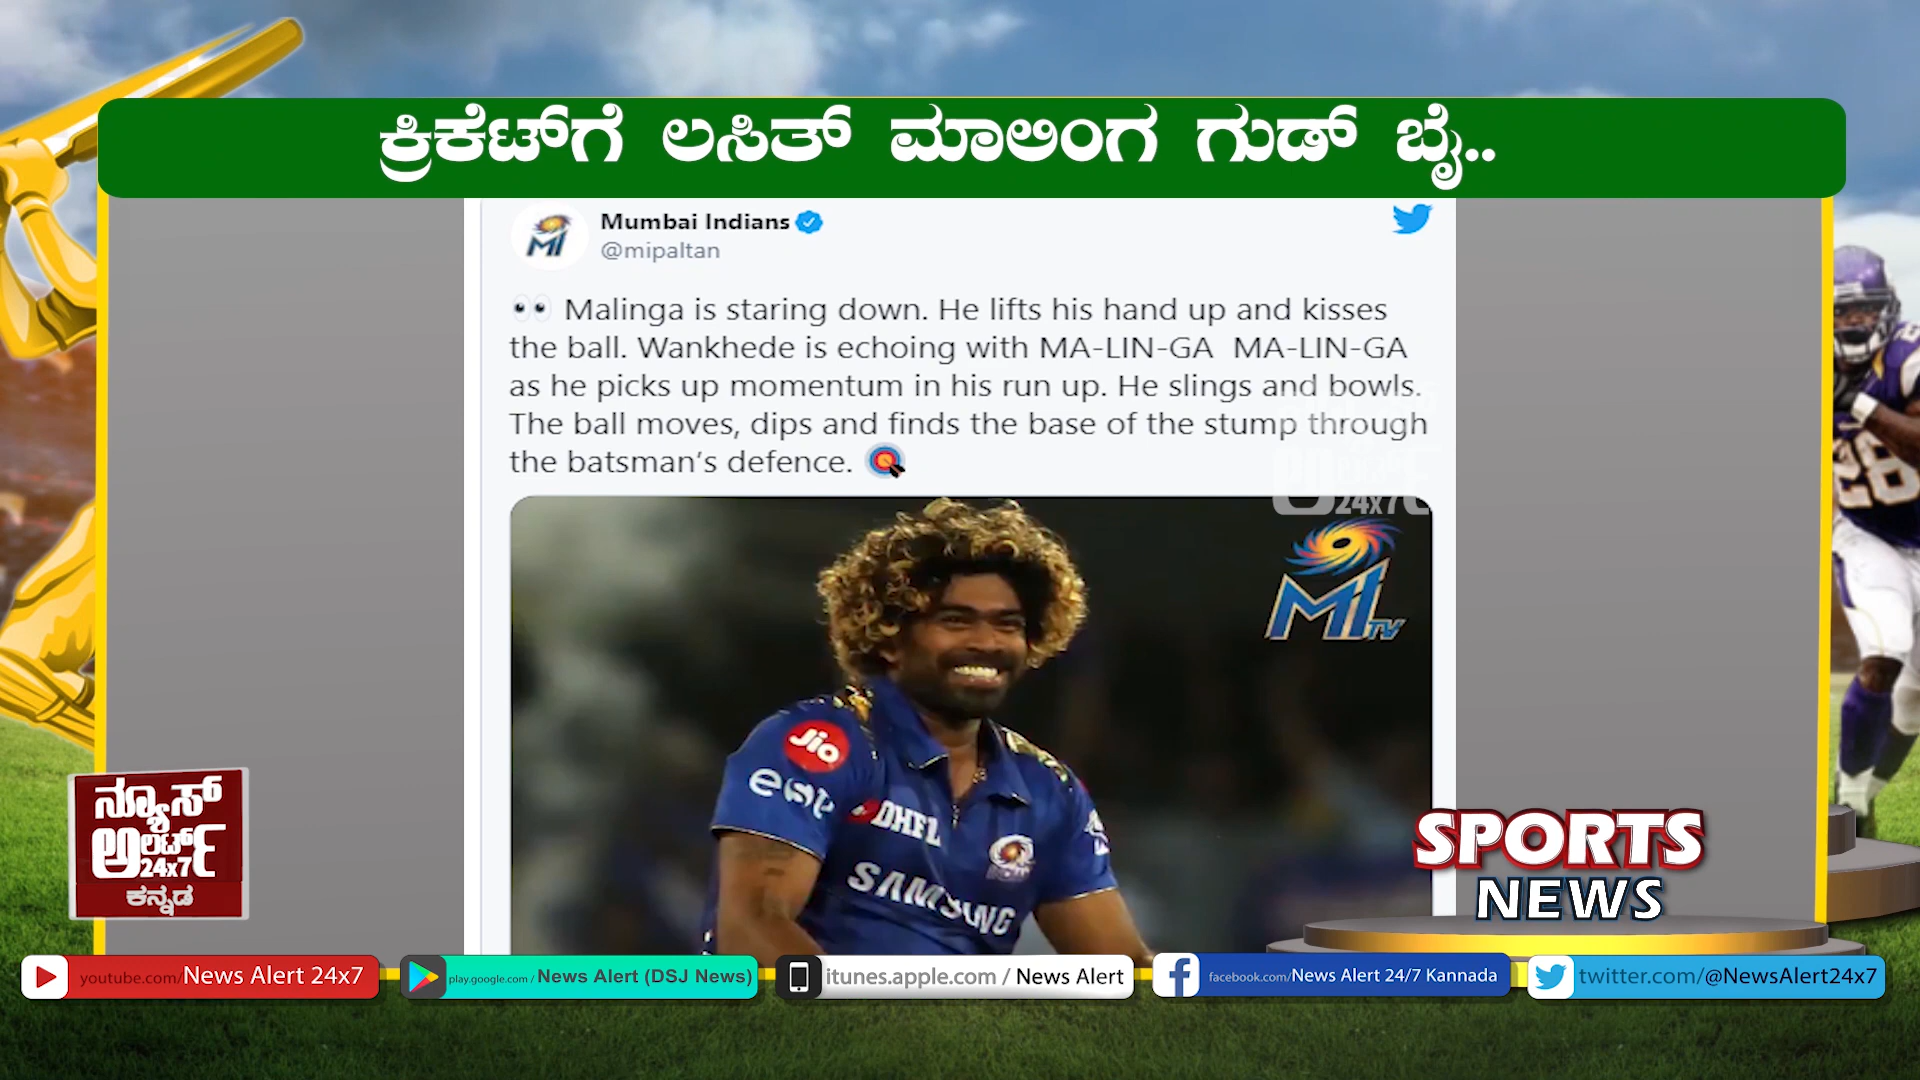 ಕ್ರಿಕೆಟ್‌ಗೆ ಲಸಿತ್ ಮಾಲಿಂಗ ಗುಡ್ ಬೈ..
Mumbai Indians
@mipaltan
Malinga is staring down. He lifts his hand up and kisses
the ball. Wankhede is echoing with MA-LIN-GA MA-LIN-GA
as he picks up momentum in his run up. He slings and bowls.
The ball moves, dips and finds the base of the stump through
the batsman's defence.
24x7
MI TV
Jio
DHFL
SAMSUNG
28
ನ್ಯೂಸ್
ಅಲರ್ಟ್
24x7
ಕನ್ನಡ
SPORTS
NEWS
youtube.com/News Alert 24x7
play.google.com / News Alert (DSJ News)
itunes.apple.com / News Alert
facebook.com/News Alert 24/7 Kannada
twitter.com/@NewsAlert24x7